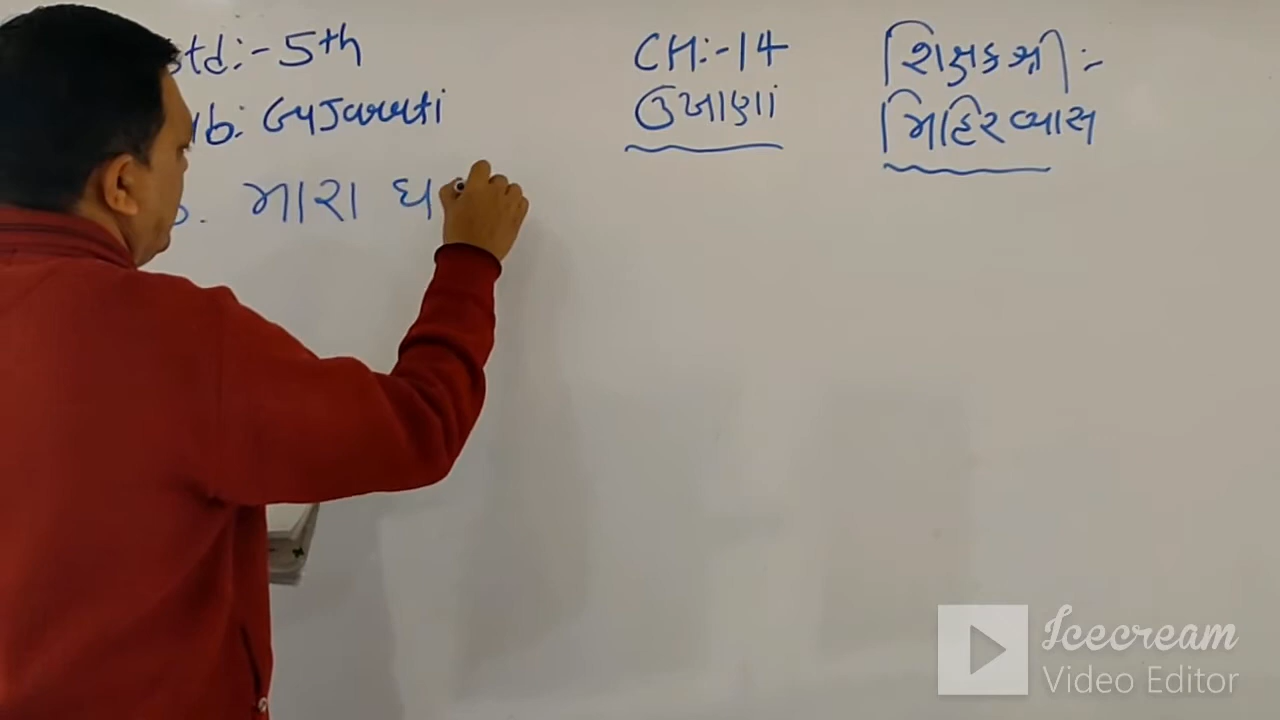 std:- 5th
CH:-14
શિક્ષકશ્રી:-
ub: Gujarati
ઉખાણાં
મિહિર વ્યાસ
મારા ઘ
Icecream
Video Editor